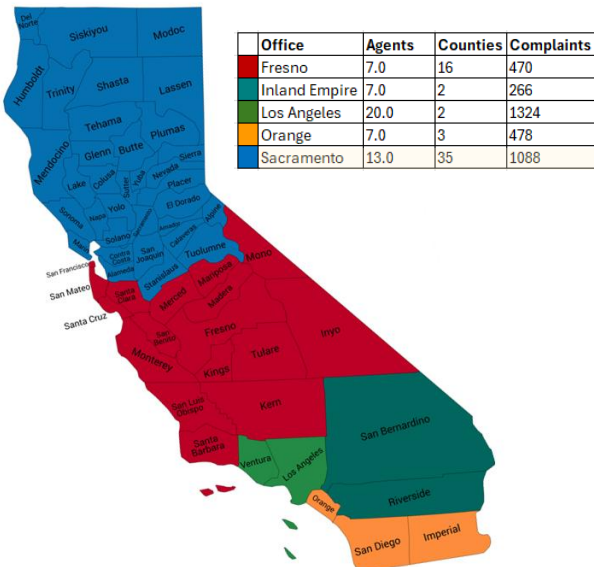 Office Agents Counties Complaints
Fresno 7.0 16 470
Inland Empire 7.0 2 266
Los Angeles 20.0 2 1324
Orange 7.0 3 478
Sacramento 13.0 35 1088
Del Norte
Siskiyou
Modoc
Humboldt
Trinity
Shasta
Lassen
Tehama
Plumas
Mendocino
Glenn
Butte
Sierra
Lake
Colusa
Sutter
Yuba
Nevada
Placer
Sonoma
Napa
Yolo
Sacramento
El Dorado
Amador
Alpine
Marin
Solano
Contra Costa
San Joaquin
Calaveras
Tuolumne
San Francisco
Alameda
Stanislaus
Mariposa
Mono
San Mateo
Santa Clara
Merced
Madera
Santa Cruz
San Benito
Fresno
Inyo
Monterey
Kings
Tulare
San Luis Obispo
Kern
Santa Barbara
Ventura
Los Angeles
San Bernardino
Orange
Riverside
San Diego
Imperial